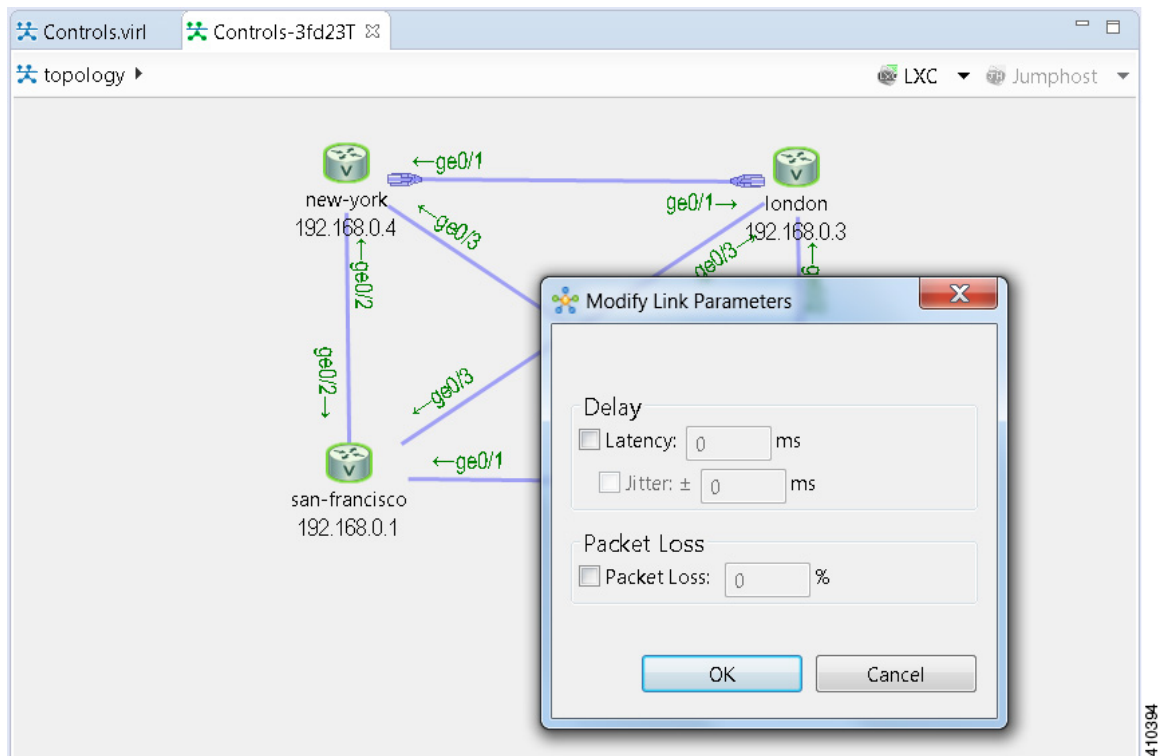 Controls.virl
Controls-3fd23T
topology
LXC
Jumphost
←ge0/1
new-york
192.168.0.4
ge0/1→
london
192.168.0.3
←ge0/3
ge0/3→
←ge0/2
ge0/2→
←ge0/3
←ge0/1
san-francisco
192.168.0.1
Modify Link Parameters
X
Delay
Latency: 0 ms
Jitter: ± 0 ms
Packet Loss
Packet Loss: 0 %
OK
Cancel
410394